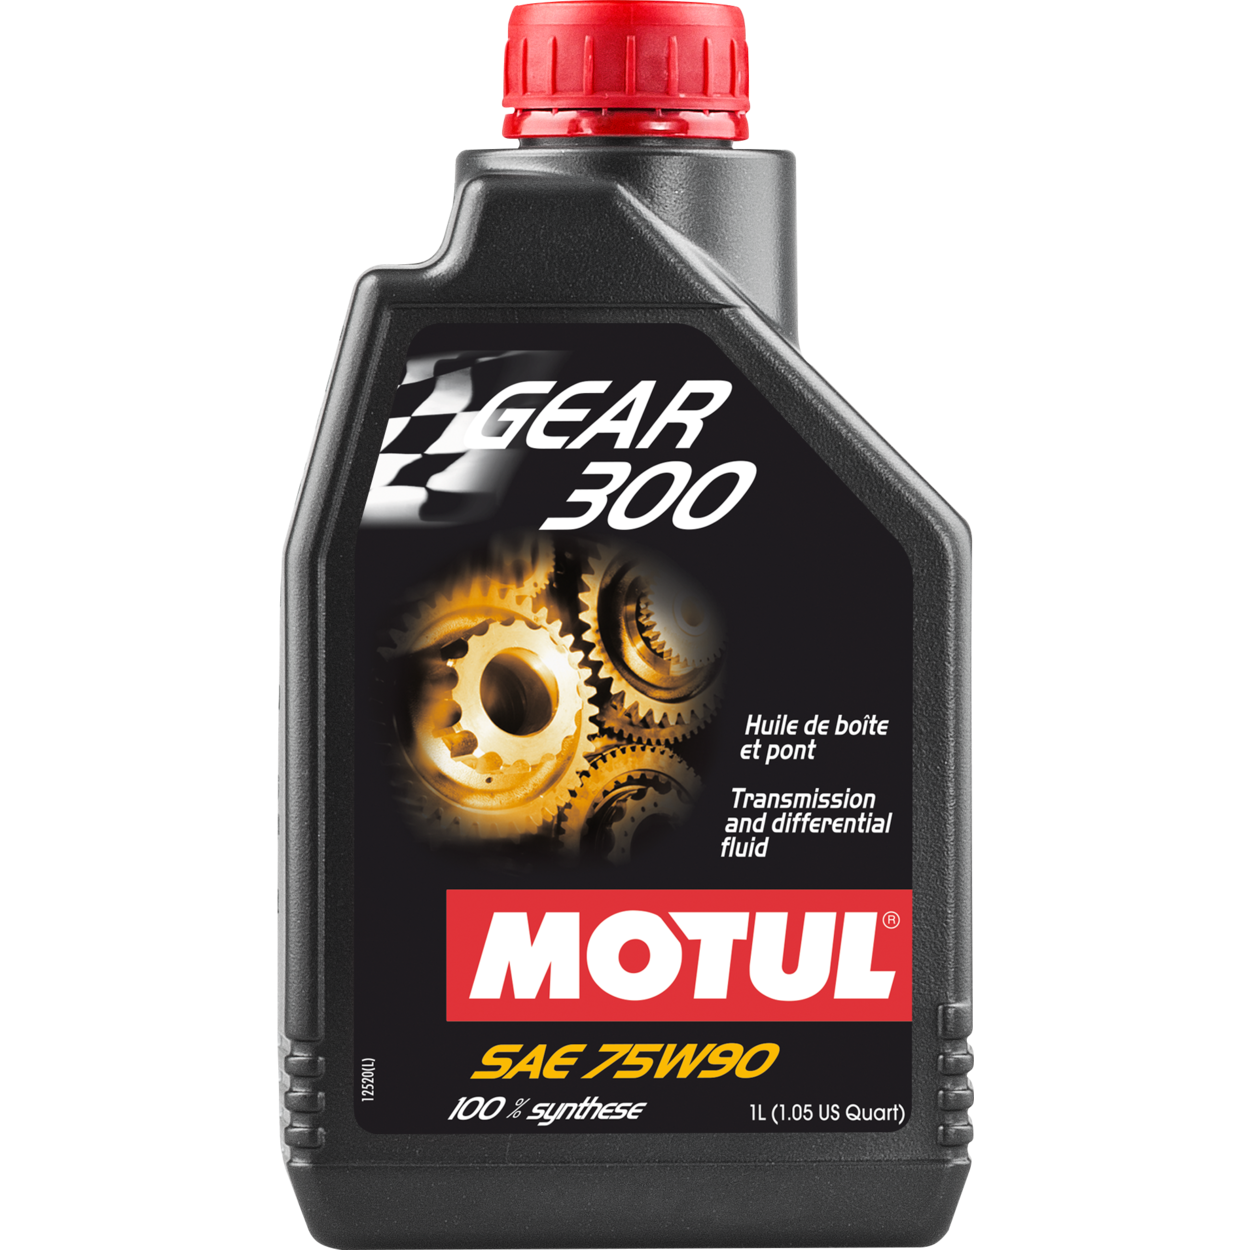 GEAR
300
Huile de boîte
et pont
Transmission
and differential
fluid
MOTUL®
SAE 75W90
100 % synthese
1L (1.05 US Quart)
12520(L)